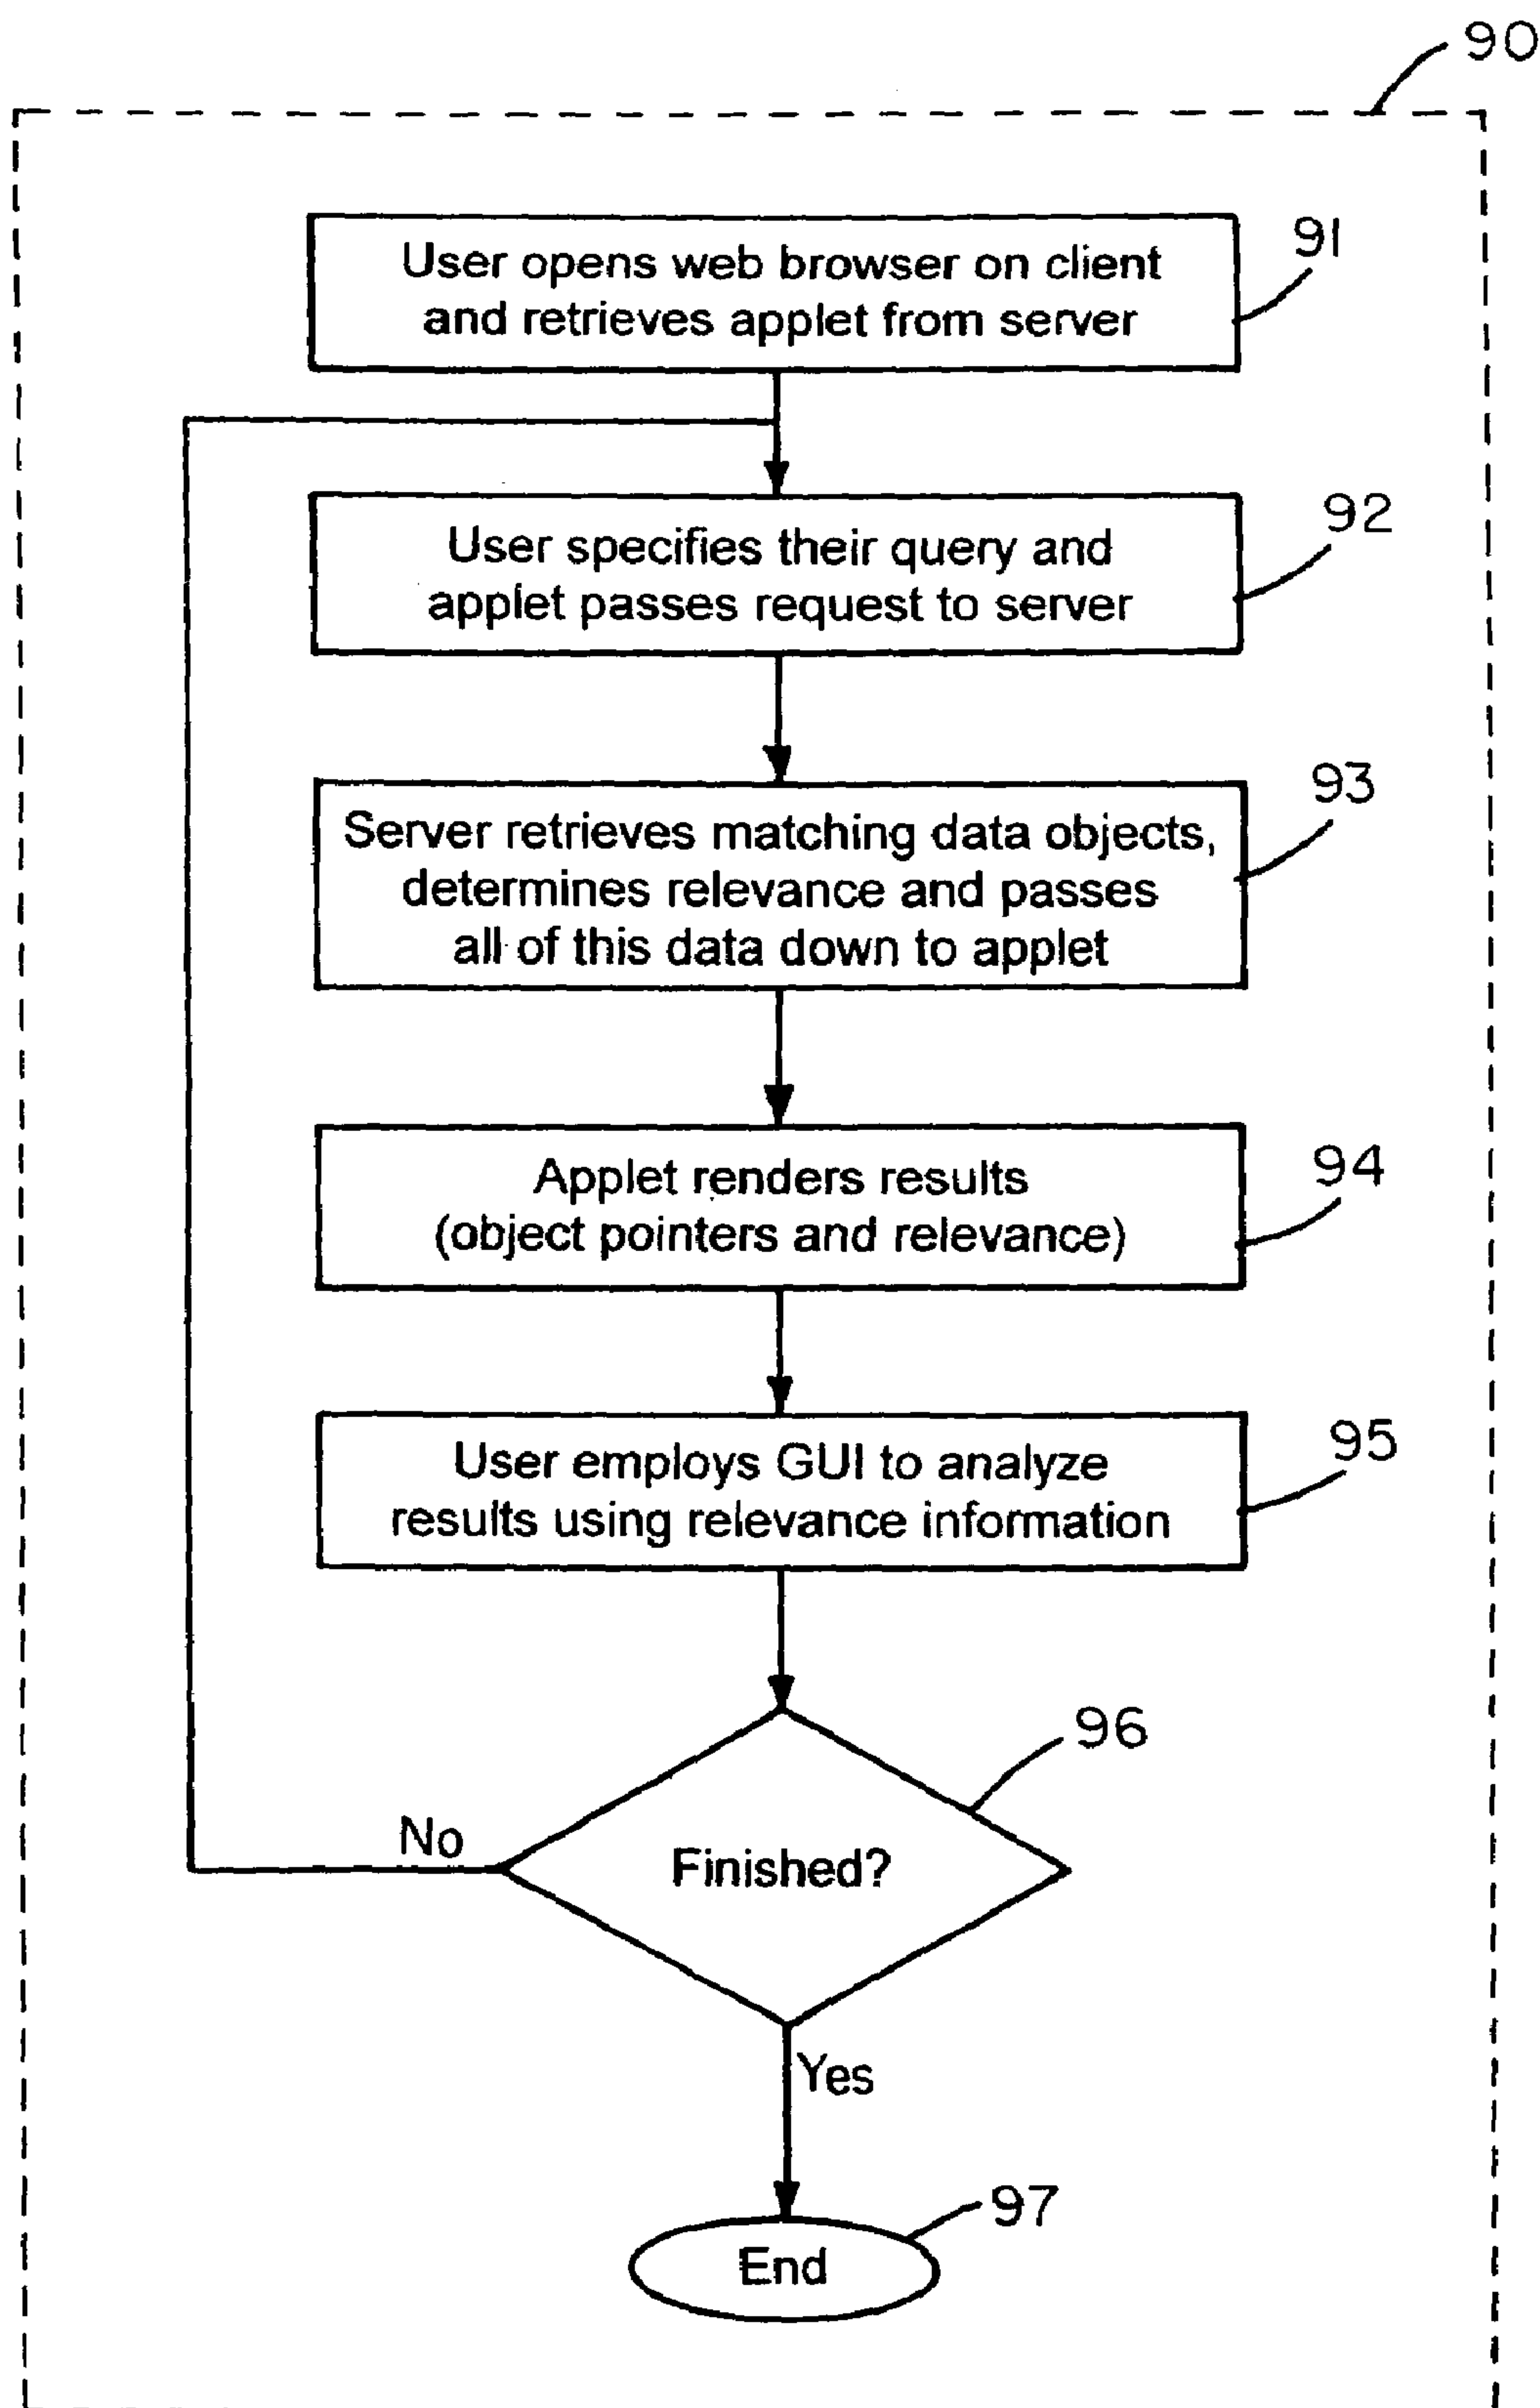 90
User opens web browser on client
and retrieves applet from server
91
User specifies their query and
applet passes request to server
92
Server retrieves matching data objects,
determines relevance and passes
all of this data down to applet
93
Applet renders results
(object pointers and relevance)
94
User employs GUI to analyze
results using relevance information
95
96
Finished?
No
Yes
97
End